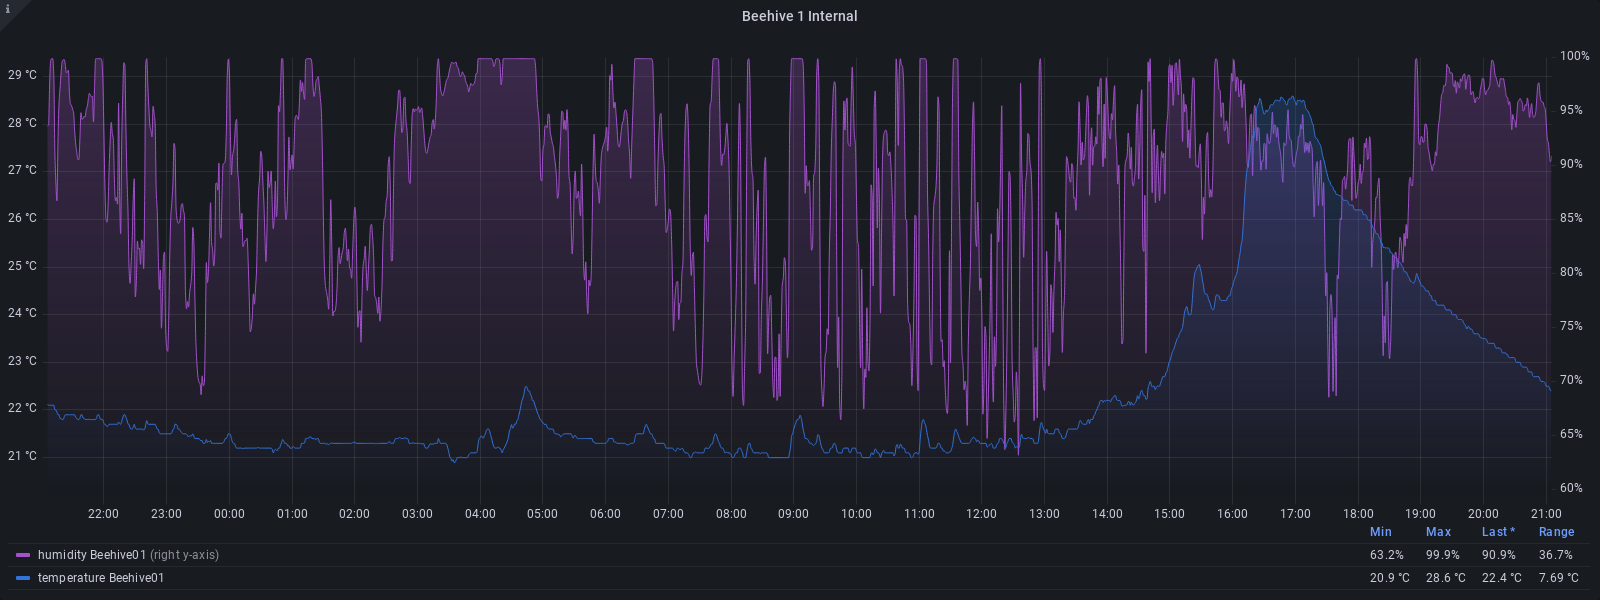 i
Beehive 1 Internal
100%
29 °C
95%
28 °C
90%
27 °C
26 °C
85%
25 °C
80%
24 °C
75%
23 °C
70%
22 °C
65%
21 °C
60%
22:00 23:00 00:00 01:00 02:00 03:00 04:00 05:00 06:00 07:00 08:00 09:00 10:00 11:00 12:00 13:00 14:00 15:00 16:00 17:00 18:00 19:00 20:00 21:00
Min Max Last * Range
humidity Beehive01 (right y-axis) 63.2% 99.9% 90.9% 36.7%
temperature Beehive01 20.9 °C 28.6 °C 22.4 °C 7.69 °C